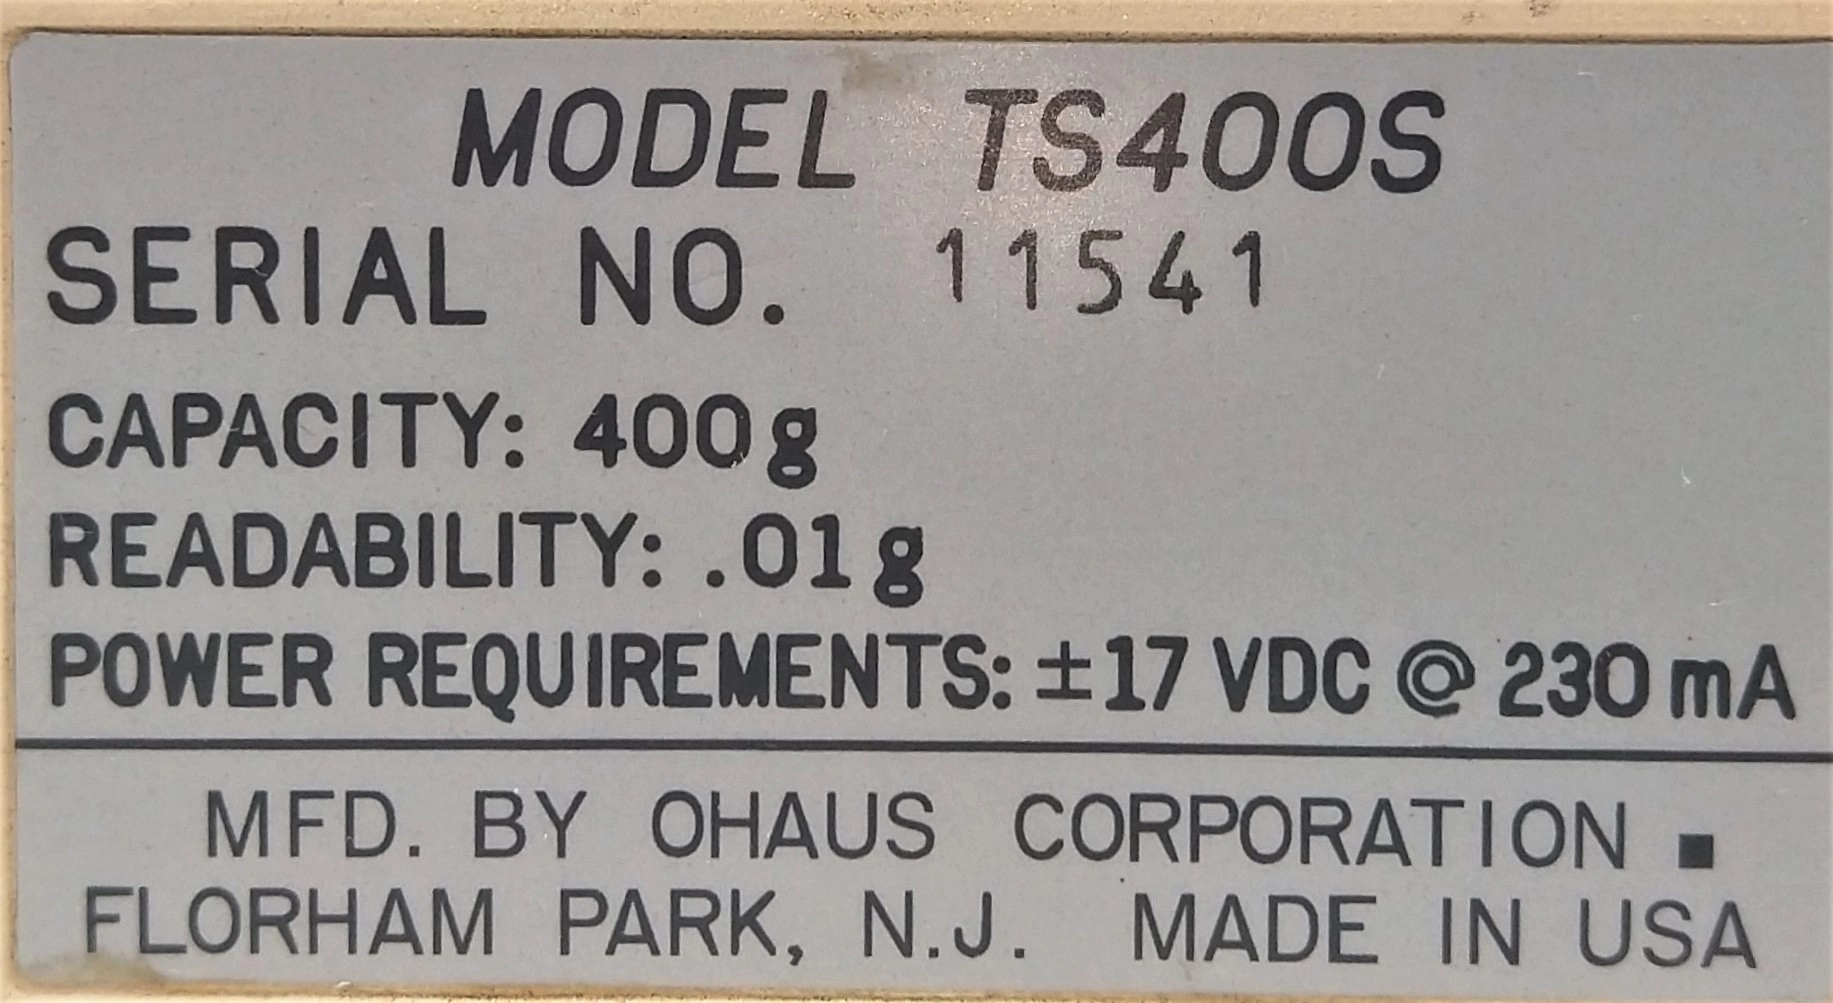 MODEL TS400S
SERIAL NO. 11541
CAPACITY: 400g
READABILITY: .01g
POWER REQUIREMENTS: ±17 VDC @ 230 mA
MFD. BY OHAUS CORPORATION ▪
FLORHAM PARK, N.J. MADE IN USA